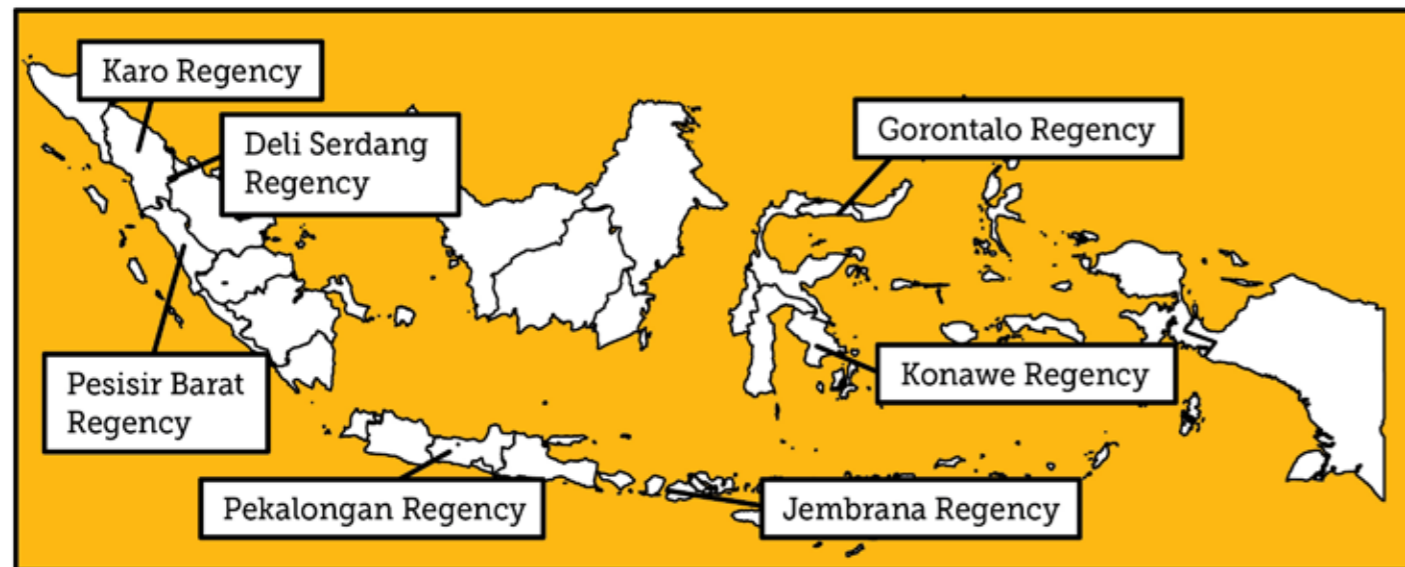 Karo Regency
Deli Serdang
Regency
Gorontalo Regency
Pesisir Barat
Regency
Konawe Regency
Pekalongan Regency
Jembrana Regency